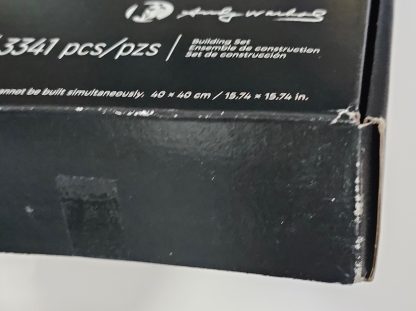 Andy Warhol
3341 pcs/pzs
Building Set
Ensemble de construction
Set de construcción
cannot be built simultaneously. 40 × 40 cm / 15.74 × 15.74 in.